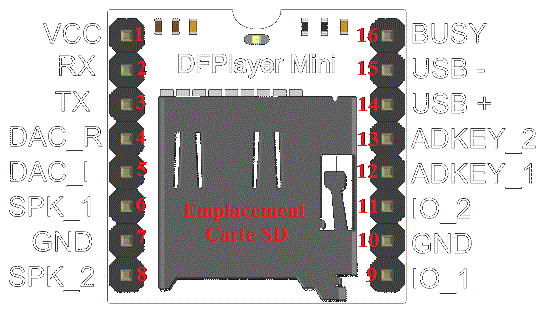 VCC 1 16 BUSY
RX 2 DFPlayer Mini 15 USB -
TX 3 14 USB +
DAC_R 4 13 ADKEY_2
DAC_I 5 12 ADKEY_1
SPK_1 6 Emplacement 11 IO_2
GND 7 Carte SD 10 GND
SPK_2 8 9 IO_1